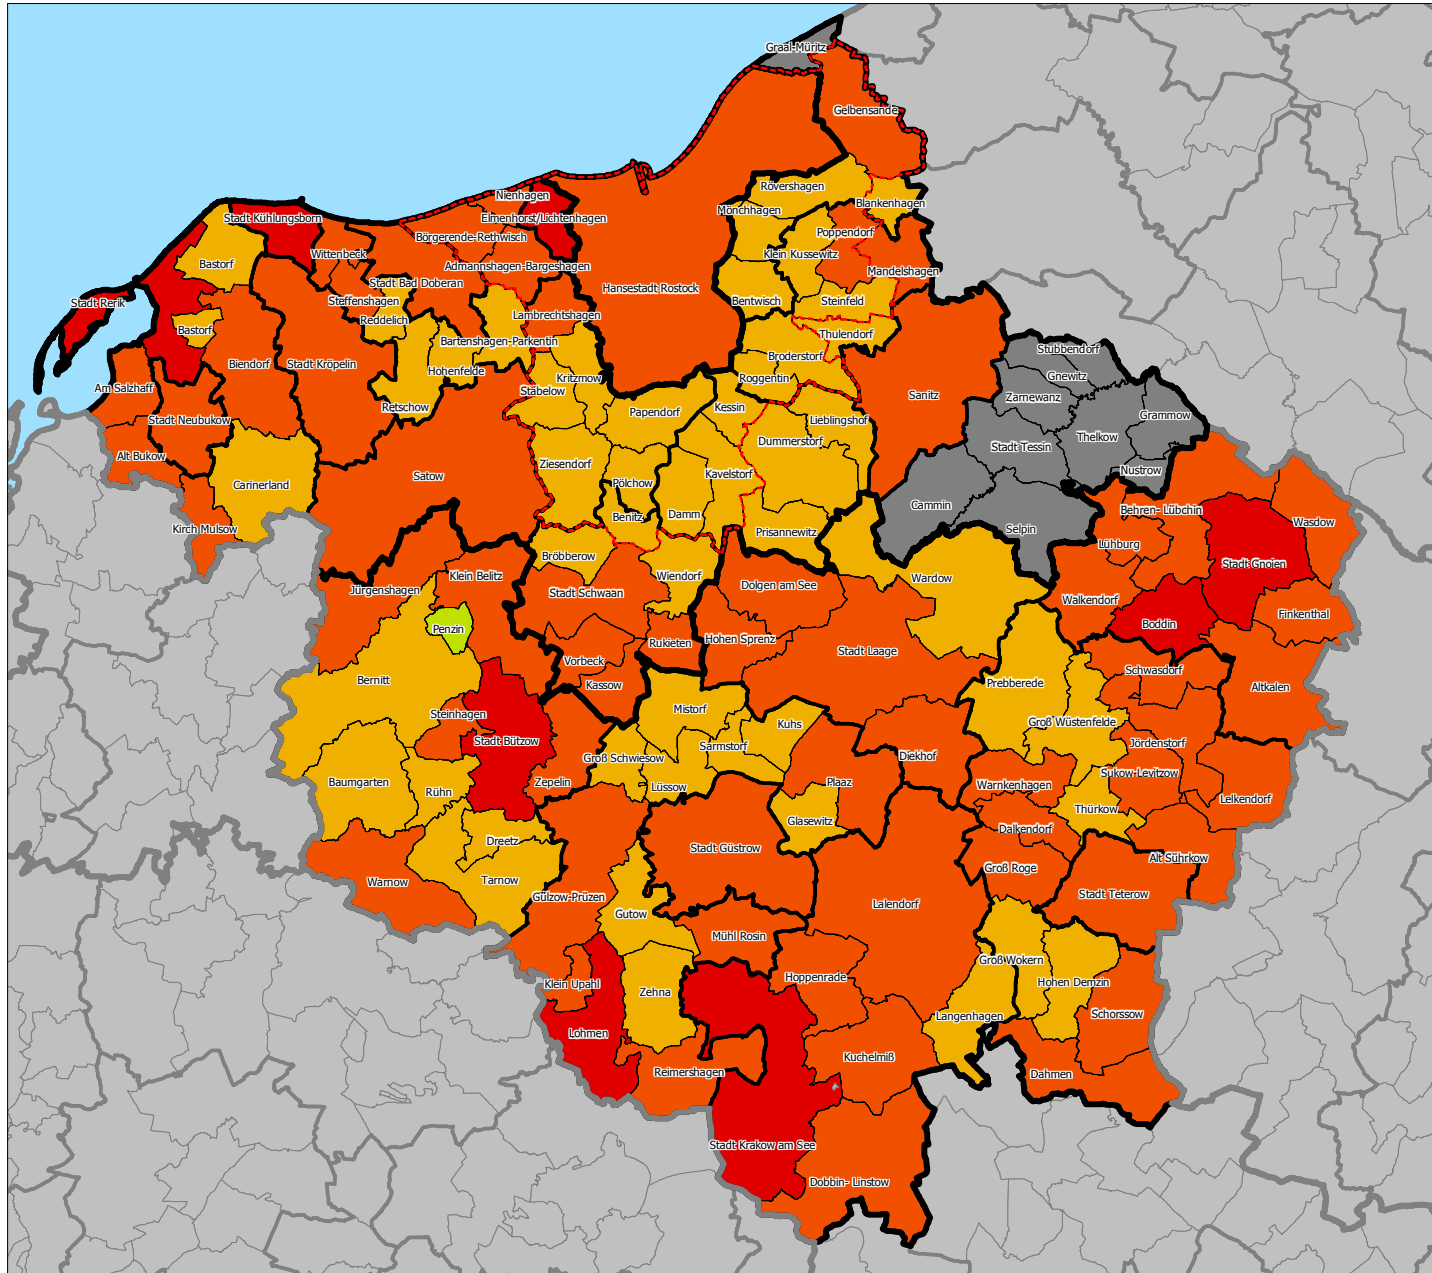 Graal-Müritz
Gelbensande
Rövershagen
Nienhagen
Blankenhagen
Mönchhagen
Stadt Kühlungsborn
Elmenhorst/Lichtenhagen
Poppendorf
Börgerende-Rethwisch
Wittenbeck
Klein Kussewitz
Bastorf
Admannshagen-Bargeshagen
Mandelshagen
Stadt Bad Doberan
Hansestadt Rostock
Steffenshagen
Bentwisch
Steinfeld
Stadt Rerik
Lambrechtshagen
Reddelich
Bastorf
Thulendorf
Bartenshagen-Parkentin
Stubbendorf
Broderstorf
Biendorf
Stadt Kröpelin
Hohenfelde
Gnewitz
Kritzmow
Roggentin
Am Salzhaff
Stäbelow
Sanitz
Zarnewanz
Retschow
Kessin
Papendorf
Grammow
Stadt Neubukow
Lieblingshof
Thelkow
Dummerstorf
Stadt Tessin
Alt Bukow
Ziesendorf
Nustrow
Satow
Kavelstorf
Carinerland
Pölchow
Cammin
Behren- Lübchin
Damm
Benitz
Wasdow
Kirch Mulsow
Selpin
Prisannewitz
Lühburg
Bröbberow
Stadt Gnoien
Klein Belitz
Wiendorf
Wardow
Dolgen am See
Jürgenshagen
Stadt Schwaan
Walkendorf
Finkenthal
Boddin
Penzin
Hohen Sprenz
Rukieten
Stadt Laage
Vorbeck
Schwasdorf
Bernitt
Kassow
Prebberede
Altkalen
Mistorf
Steinhagen
Kuhs
Groß Wüstenfelde
Stadt Bützow
Sarmstorf
Jördenstorf
Groß Schwiesow
Diekhof
Sukow-Levitzow
Baumgarten
Zepelin
Plaaz
Warnkenhagen
Lüssow
Rühn
Lelkendorf
Thürkow
Glasewitz
Dalkendorf
Dreetz
Stadt Güstrow
Alt Sührkow
Groß Roge
Tarnow
Warnow
Stadt Teterow
Gülzow-Prüzen
Lalendorf
Gutow
Mühl Rosin
Groß Wokern
Hoppenrade
Klein Upahl
Hohen Demzin
Zehna
Langenhagen
Schorssow
Lohmen
Kuchelmiß
Reimershagen
Dahmen
Stadt Krakow am See
Dobbin- Linstow